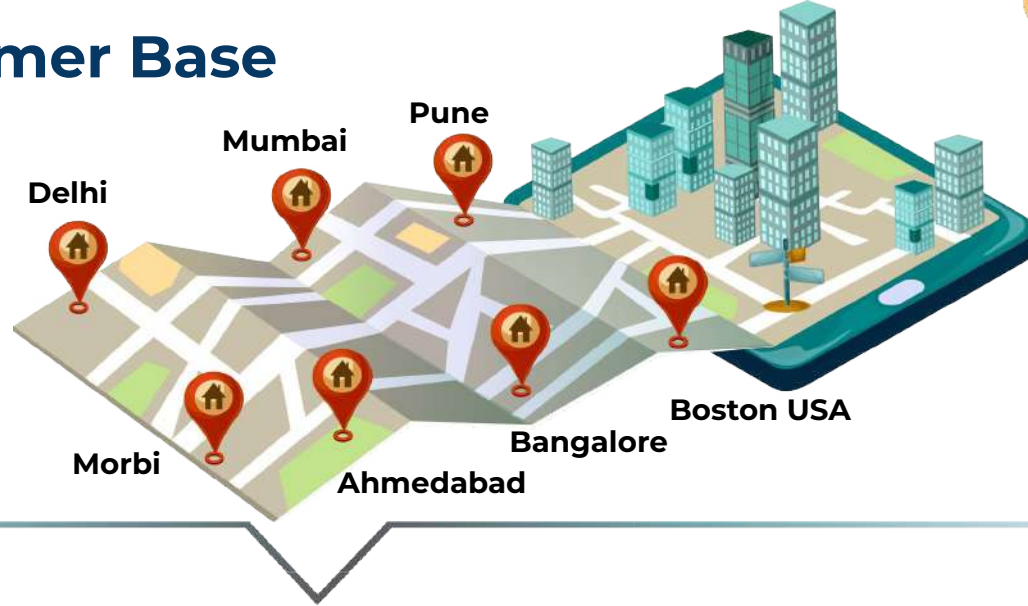 mer Base
Pune
Mumbai
Delhi
Boston USA
Bangalore
Morbi
Ahmedabad